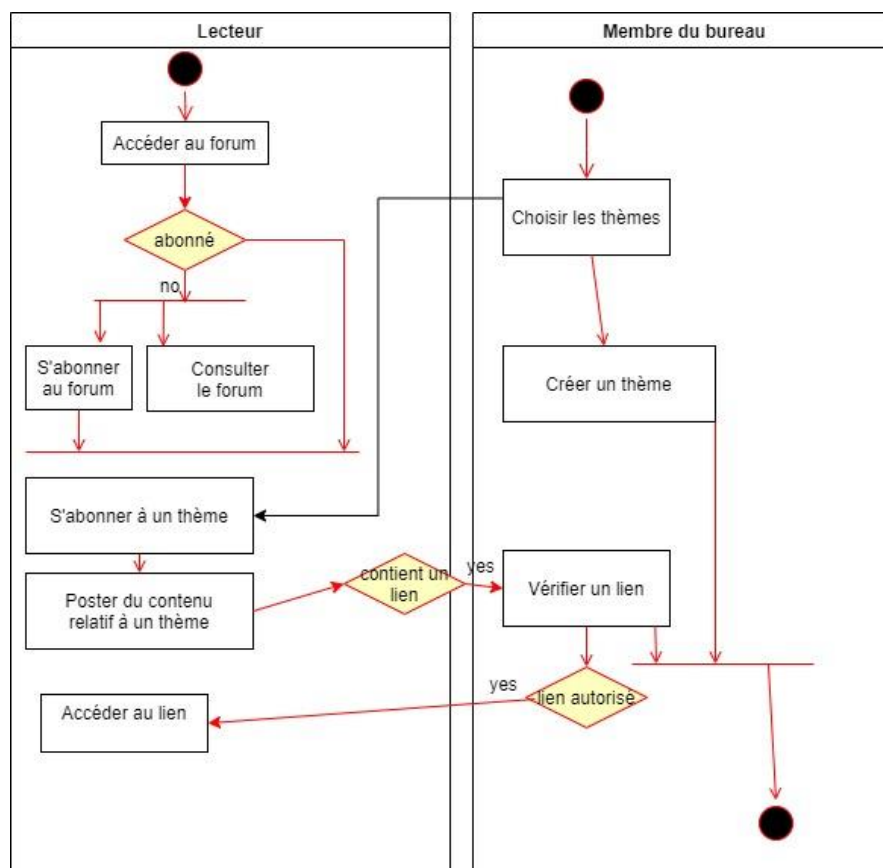 Lecteur
Membre du bureau
Accéder au forum
Choisir les thèmes
abonné
no
S'abonner
au forum
Consulter
le forum
Créer un thème
S'abonner à un thème
contient un
lien
yes
Vérifier un lien
Poster du contenu
relatif à un thème
yes
lien autorisé
Accéder au lien